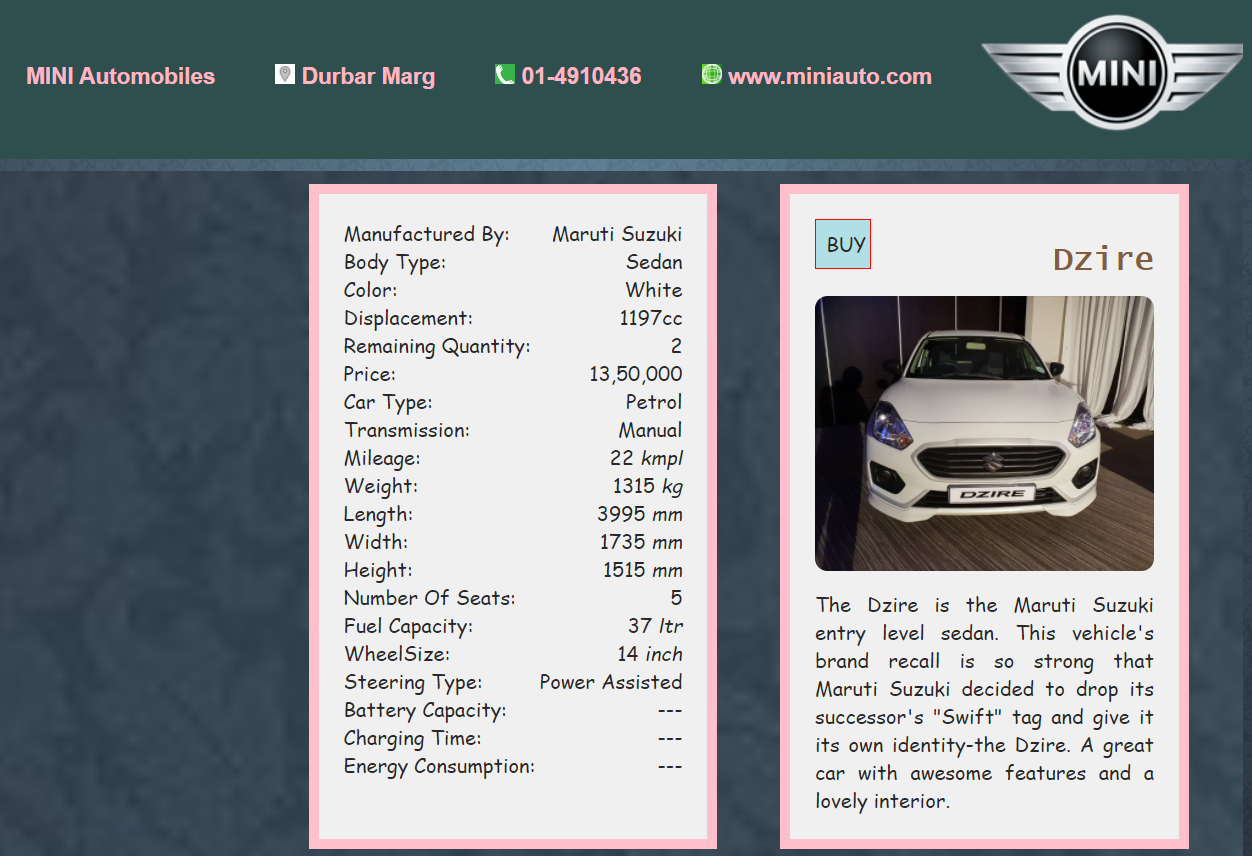 MINI Automobiles
Durbar Marg
01-4910436
www.miniauto.com
MINI
Manufactured By: Maruti Suzuki
Body Type: Sedan
Color: White
Displacement: 1197cc
Remaining Quantity: 2
Price: 13,50,000
Car Type: Petrol
Transmission: Manual
Mileage: 22 kmpl
Weight: 1315 kg
Length: 3995 mm
Width: 1735 mm
Height: 1515 mm
Number Of Seats: 5
Fuel Capacity: 37 ltr
WheelSize: 14 inch
Steering Type: Power Assisted
Battery Capacity: ---
Charging Time: ---
Energy Consumption: ---
BUY
Dzire
DZIRE
The Dzire is the Maruti Suzuki
entry level sedan. This vehicle's
brand recall is so strong that
Maruti Suzuki decided to drop its
successor's "Swift" tag and give it
its own identity-the Dzire. A great
car with awesome features and a
lovely interior.